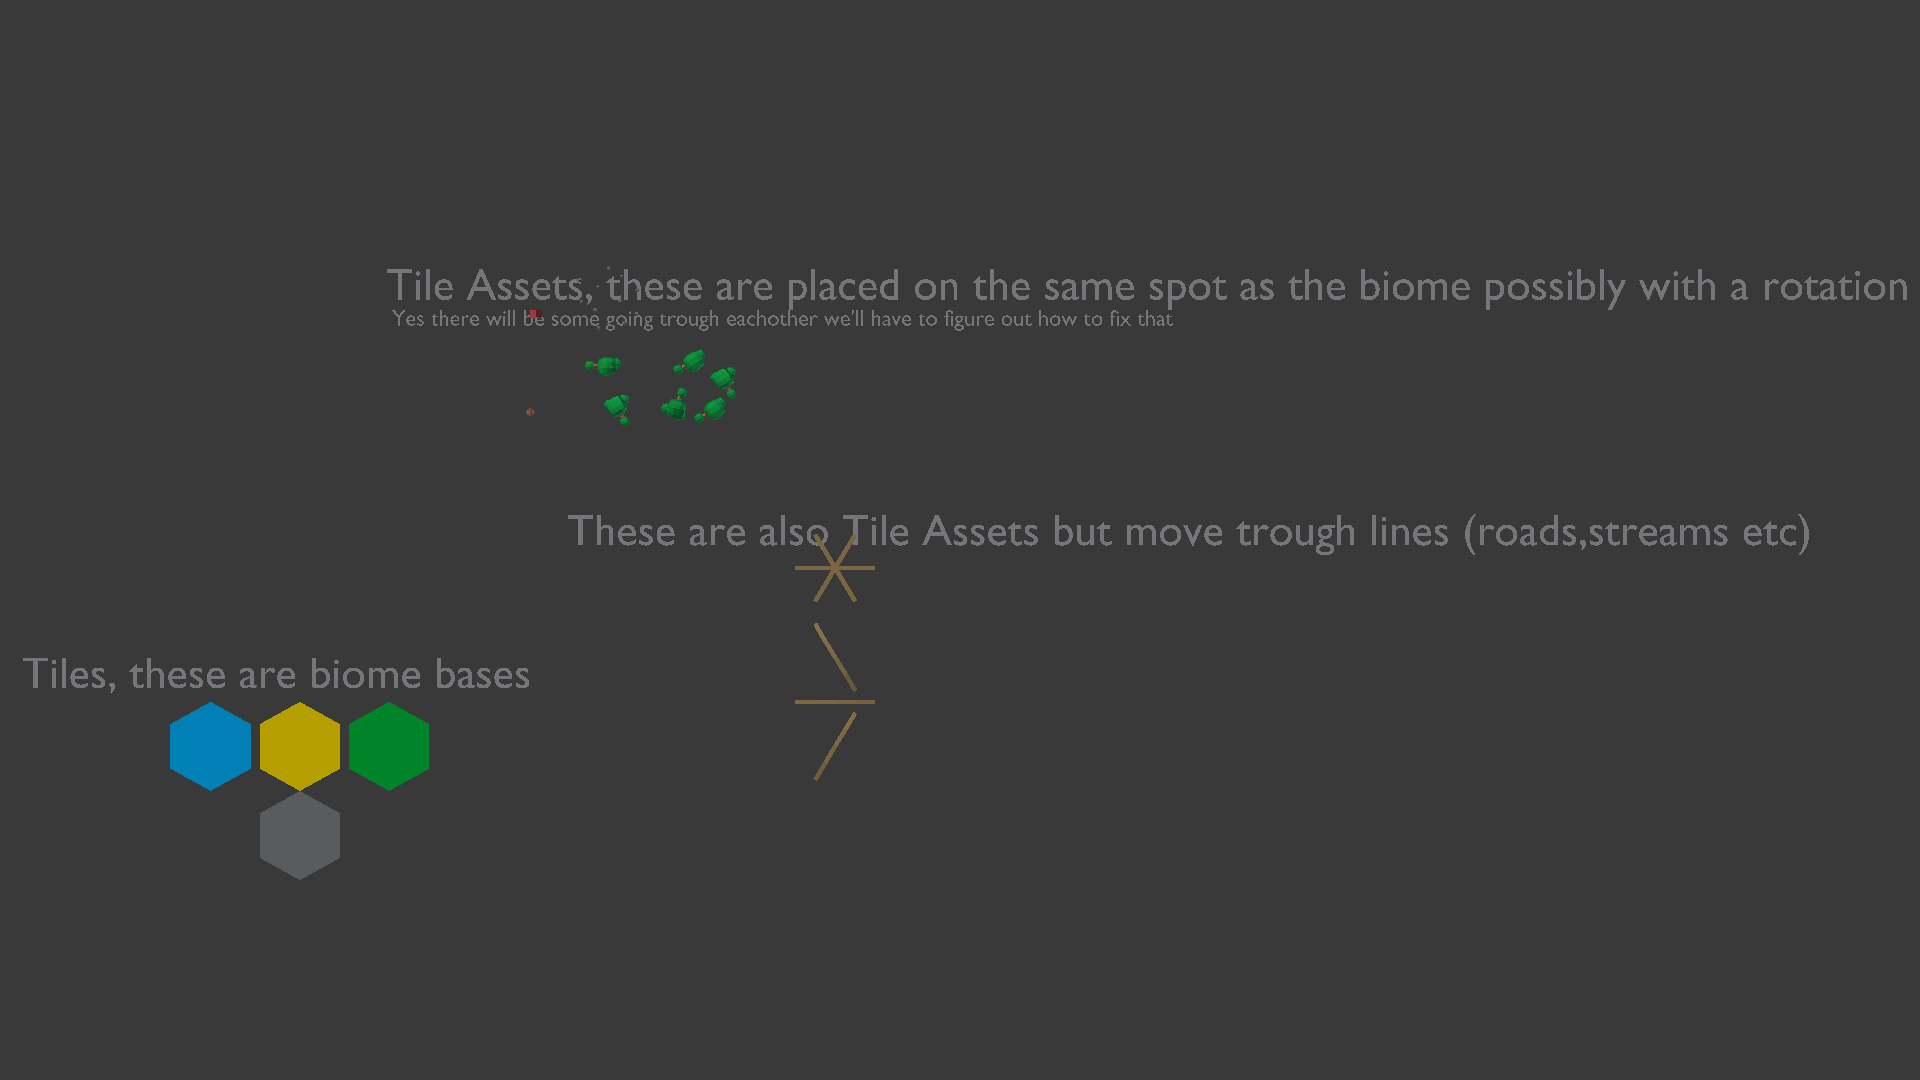 Tile Assets, these are placed on the same spot as the biome possibly with a rotation
Yes there will be some going trough eachother we'll have to figure out how to fix that
These are also Tile Assets but move trough lines (roads,streams etc)
Tiles, these are biome bases